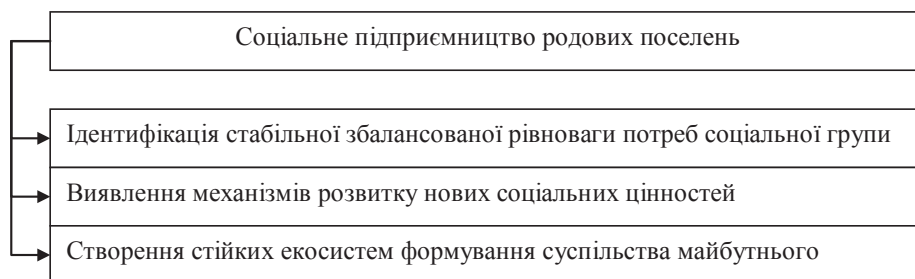 Соціальне підприємництво родових поселень
Ідентифікація стабільної збалансованої рівноваги потреб соціальної групи
Виявлення механізмів розвитку нових соціальних цінностей
Створення стійких екосистем формування суспільства майбутнього